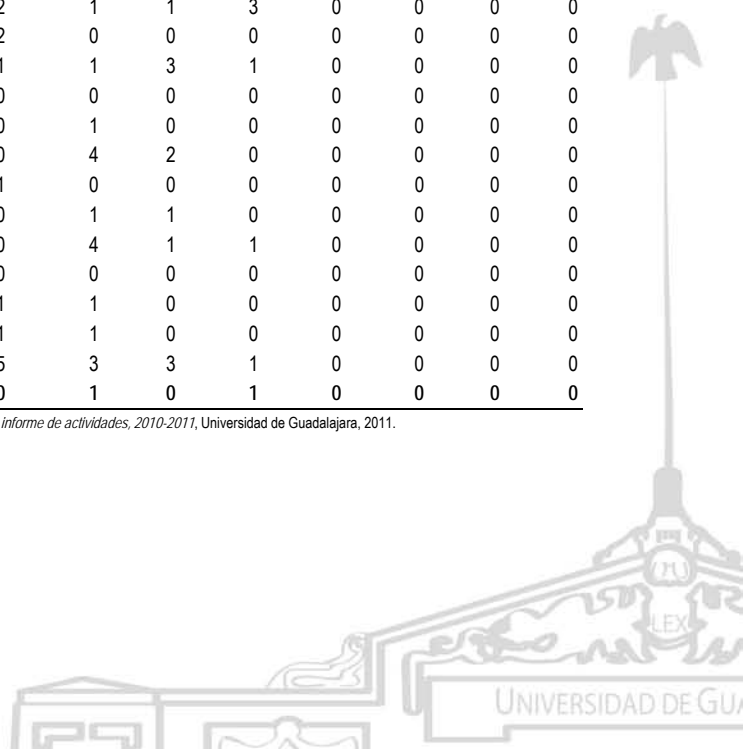 2 1 1 3 0 0 0 0
2 0 0 0 0 0 0 0
1 1 3 1 0 0 0 0
0 0 0 0 0 0 0 0
0 1 0 0 0 0 0 0
0 4 2 0 0 0 0 0
1 0 0 0 0 0 0 0
0 1 1 0 0 0 0 0
0 4 1 1 0 0 0 0
0 0 0 0 0 0 0 0
1 1 0 0 0 0 0 0
1 1 0 0 0 0 0 0
5 3 3 1 0 0 0 0
0 1 0 1 0 0 0 0
informe de actividades, 2010-2011, Universidad de Guadalajara, 2011.
LEX
UNIVERSIDAD DE GUA